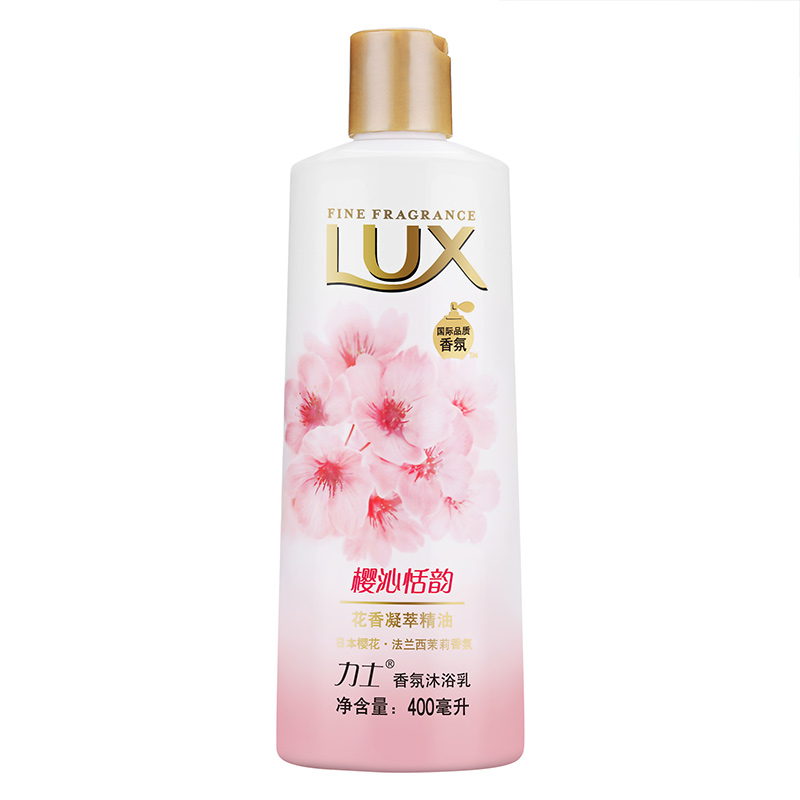 FINE FRAGRANCE
LUX
国际品质
香氛
樱沁恬韵
花香凝萃精油
日本樱花·法兰西茉莉香氛
力士® 香氛沐浴乳
净含量：400毫升